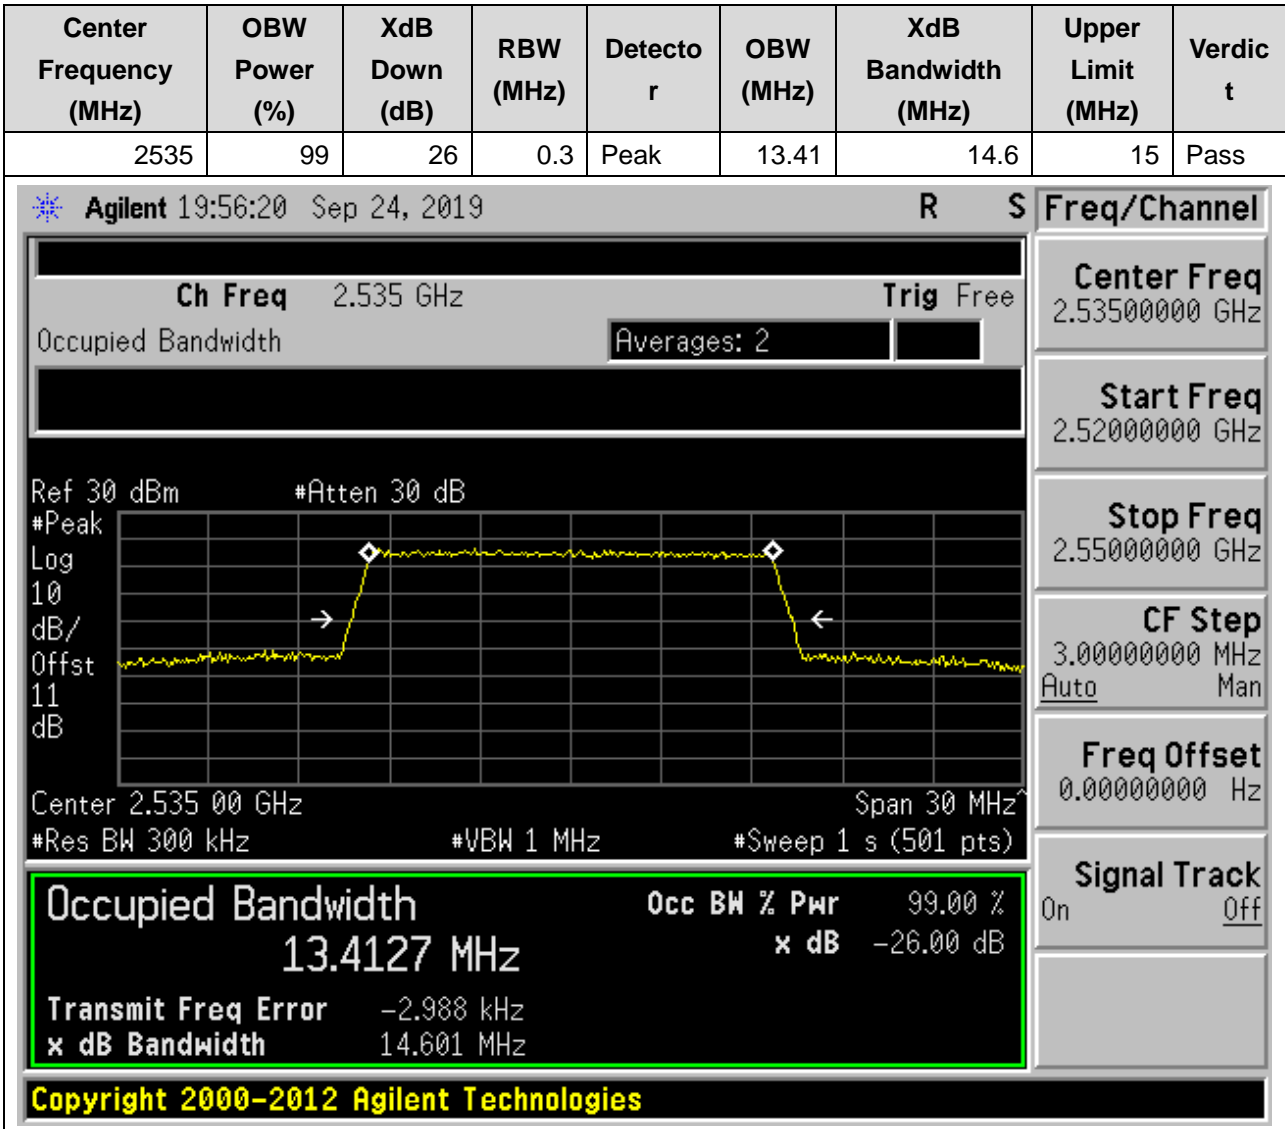 Center Frequency (MHz) OBW Power (%) XdB Down (dB) RBW (MHz) Detecto r OBW (MHz) XdB Bandwidth (MHz) Upper Limit (MHz) Verdic t
2535 99 26 0.3 Peak 13.41 14.6 15 Pass
Agilent 19:56:20 Sep 24, 2019 R S
Ch Freq 2.535 GHz Trig Free
Occupied Bandwidth Averages: 2
Ref 30 dBm #Atten 30 dB
#Peak
Log
10
dB/
Offst
11
dB
Center 2.535 00 GHz Span 30 MHz^
#Res BW 300 kHz #VBW 1 MHz #Sweep 1 s (501 pts)
Occupied Bandwidth Occ BW % Pwr 99.00 %
13.4127 MHz x dB -26.00 dB
Transmit Freq Error -2.988 kHz
x dB Bandwidth 14.601 MHz
Copyright 2000-2012 Agilent Technologies
Freq/Channel
Center Freq
2.53500000 GHz
Start Freq
2.52000000 GHz
Stop Freq
2.55000000 GHz
CF Step
3.00000000 MHz
Auto Man
Freq Offset
0.00000000 Hz
Signal Track
On Off